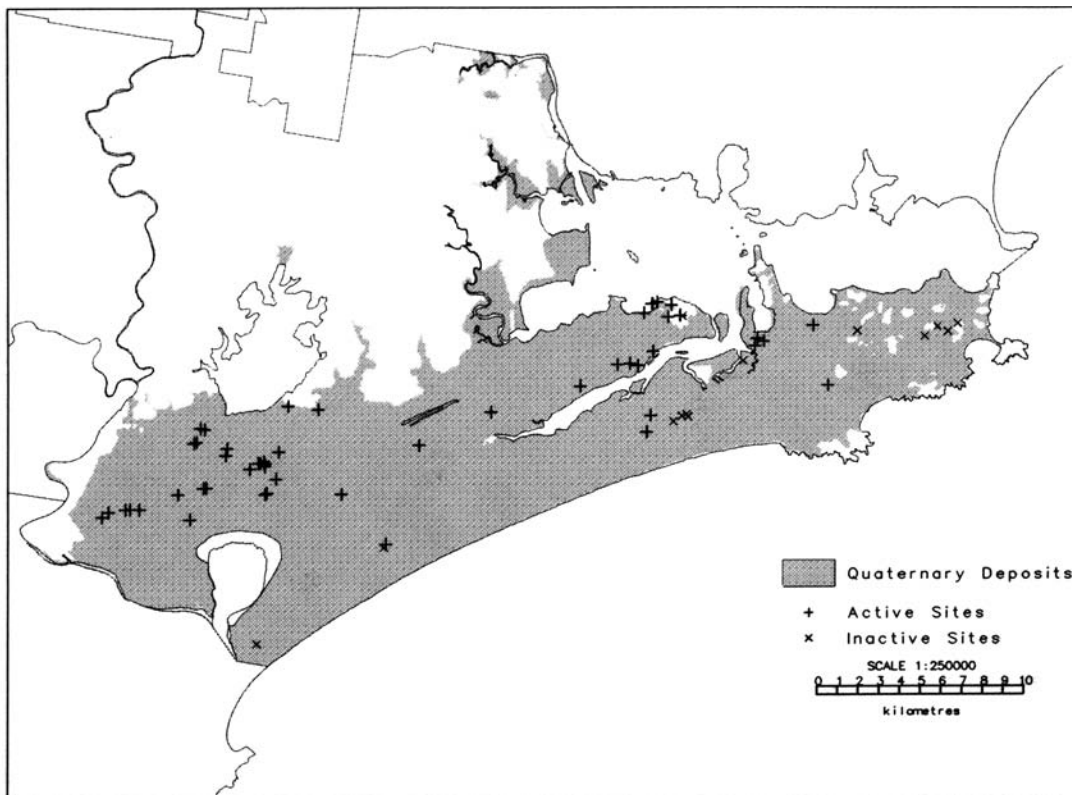 Quaternary Deposits
+ Active Sites
× Inactive Sites
SCALE 1:250000
0 1 2 3 4 5 6 7 8 9 10
kilometres